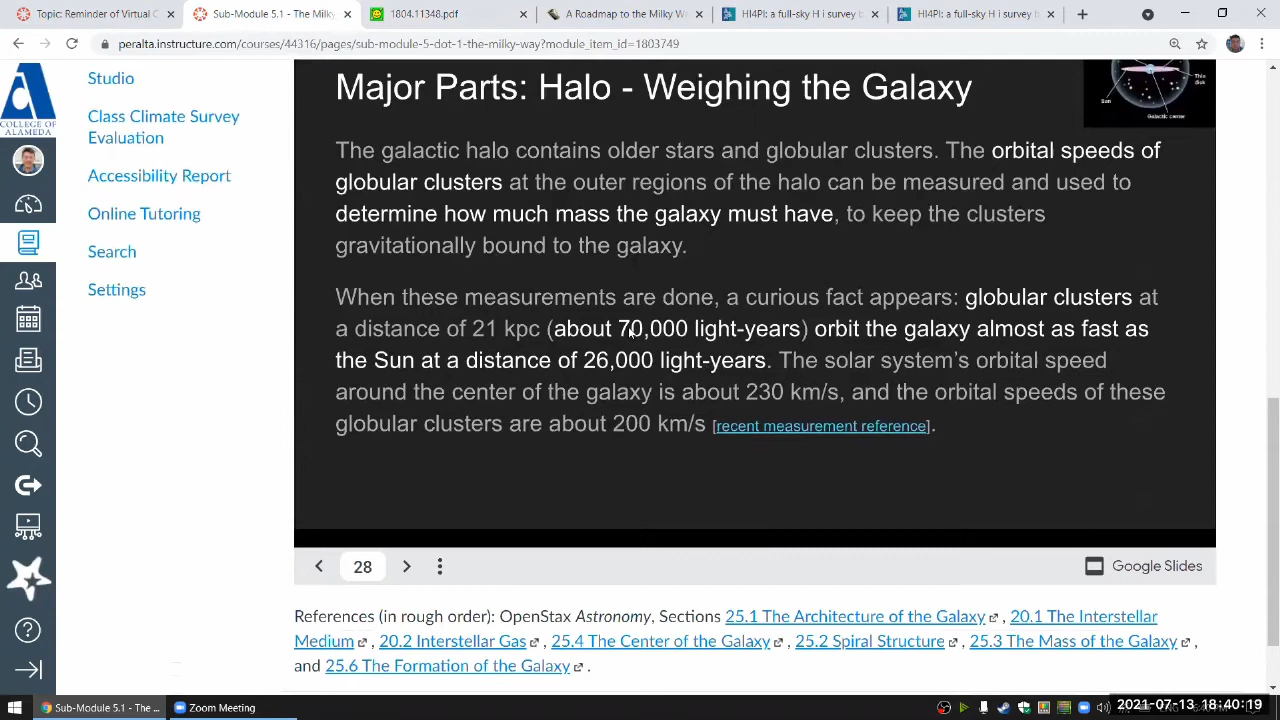 Topic
Virtual C
Sub-Module 5.1 - M
1804.11348.pdf
A Detailed Milky W
HI4PI: a full-sky H i survey b
HI4PI: a full-sky H i survey b
peralta.instructure.com/courses/44316/pages/sub-module-5-dot-1-the-milky-way?module_item_id=1803749
COLLEGE OF
ALAMEDA
Studio
Class Climate Survey
Evaluation
Accessibility Report
Online Tutoring
Search
Settings
Major Parts: Halo - Weighing the Galaxy
Sun
Thin
disk
Galactic center
The galactic halo contains older stars and globular clusters. The orbital speeds of
globular clusters at the outer regions of the halo can be measured and used to
determine how much mass the galaxy must have, to keep the clusters
gravitationally bound to the galaxy.
When these measurements are done, a curious fact appears: globular clusters at
a distance of 21 kpc (about 70,000 light-years) orbit the galaxy almost as fast as
the Sun at a distance of 26,000 light-years. The solar system's orbital speed
around the center of the galaxy is about 230 km/s, and the orbital speeds of these
globular clusters are about 200 km/s [recent measurement reference].
28
Google Slides
References (in rough order): OpenStax Astronomy, Sections 25.1 The Architecture of the Galaxy , 20.1 The Interstellar
Medium , 20.2 Interstellar Gas , 25.4 The Center of the Galaxy , 25.2 Spiral Structure , 25.3 The Mass of the Galaxy ,
and 25.6 The Formation of the Galaxy .
Sub-Module 5.1 - The ...
Zoom Meeting
2021-07-13 18:40:19